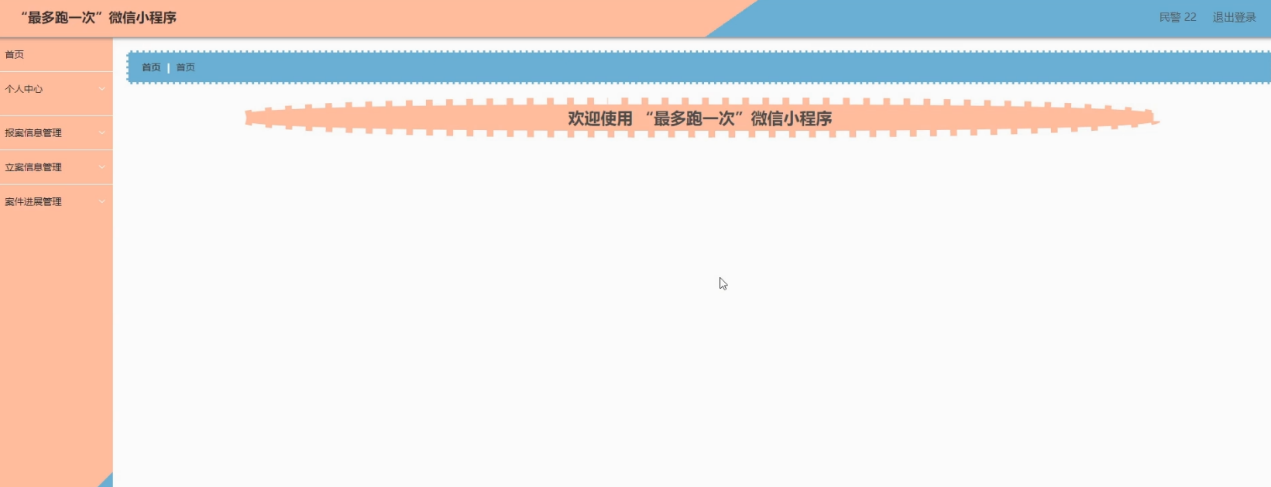 “最多跑一次”微信小程序
民警 22 退出登录
首页
个人中心
报案信息管理
立案信息管理
案件进展管理
首页 | 首页
欢迎使用 “最多跑一次”微信小程序